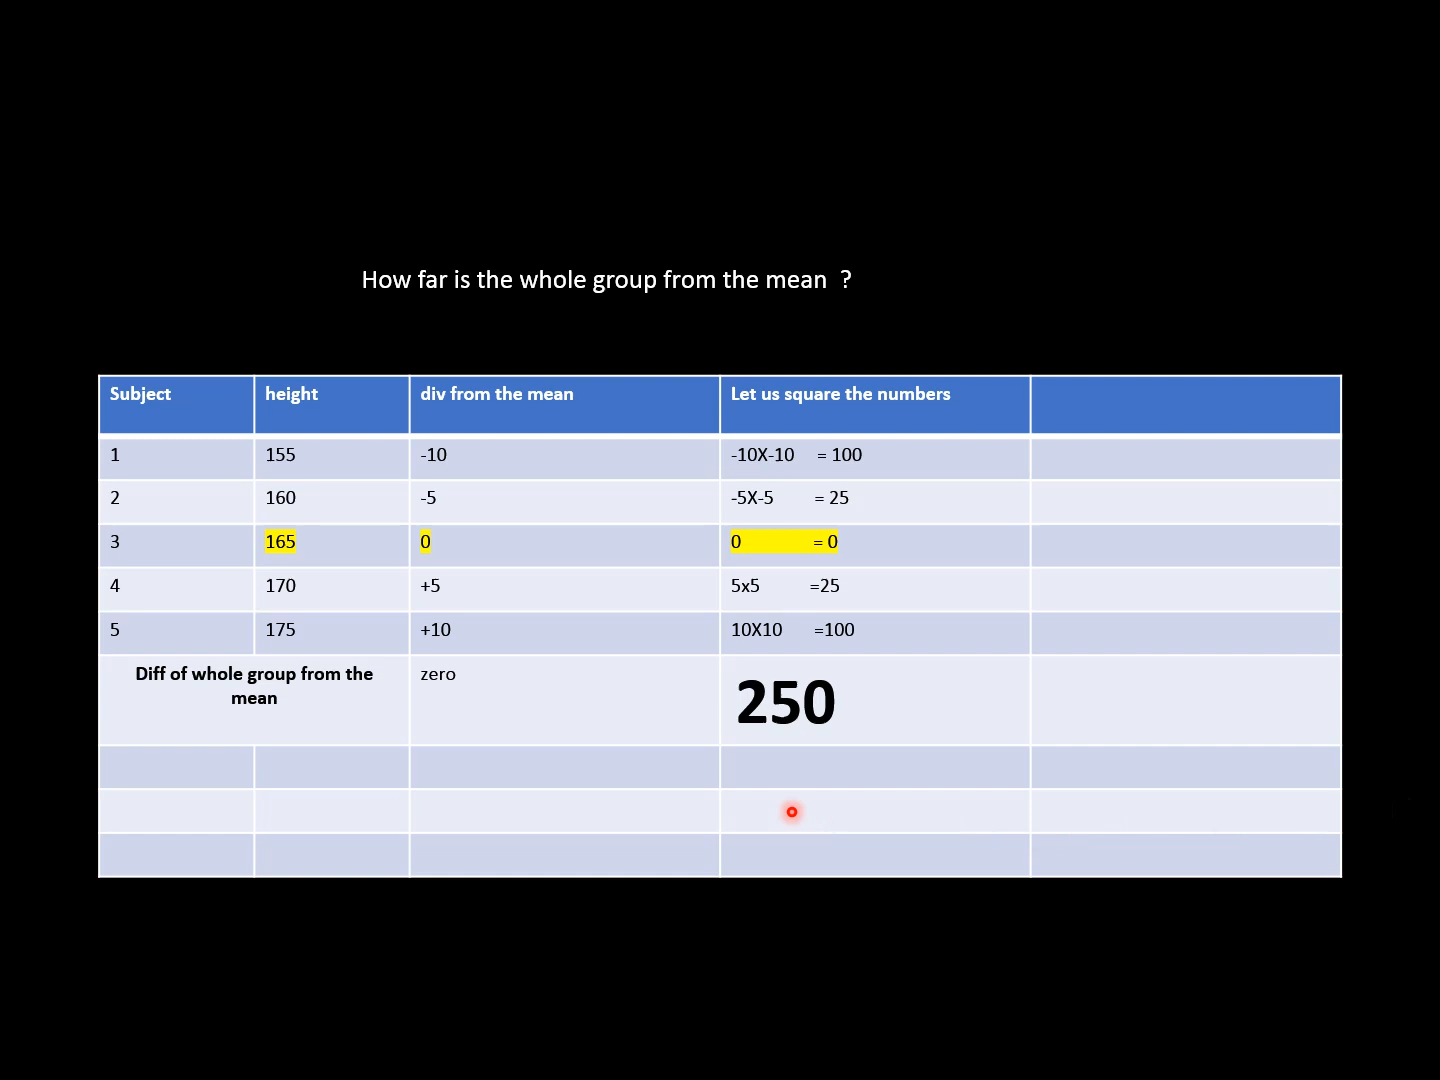 How far is the whole group from the mean  ?
Subject height div from the mean Let us square the numbers
1 155 -10 -10X-10 = 100
2 160 -5 -5X-5 = 25
3 165 0 0 = 0
4 170 +5 5x5 =25
5 175 +10 10X10 =100
Diff of whole group from the zero
mean
250